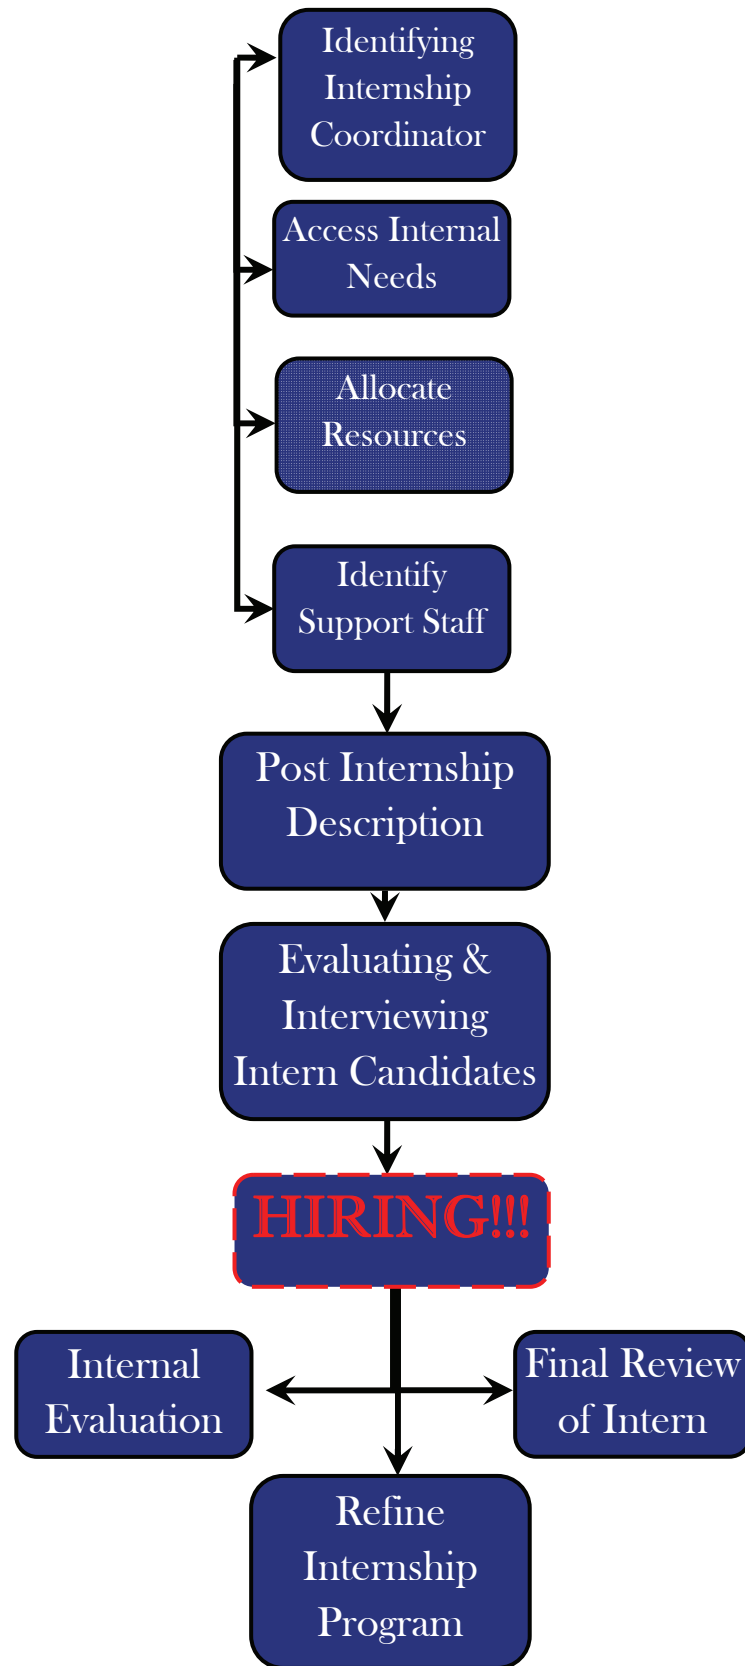 Identifying
Internship
Coordinator
Access Internal
Needs
Allocate
Resources
Identify
Support Staff
Post Internship
Description
Evaluating &
Interviewing
Intern Candidates
HIRING!!!
Internal
Evaluation
Final Review
of Intern
Refine
Internship
Program